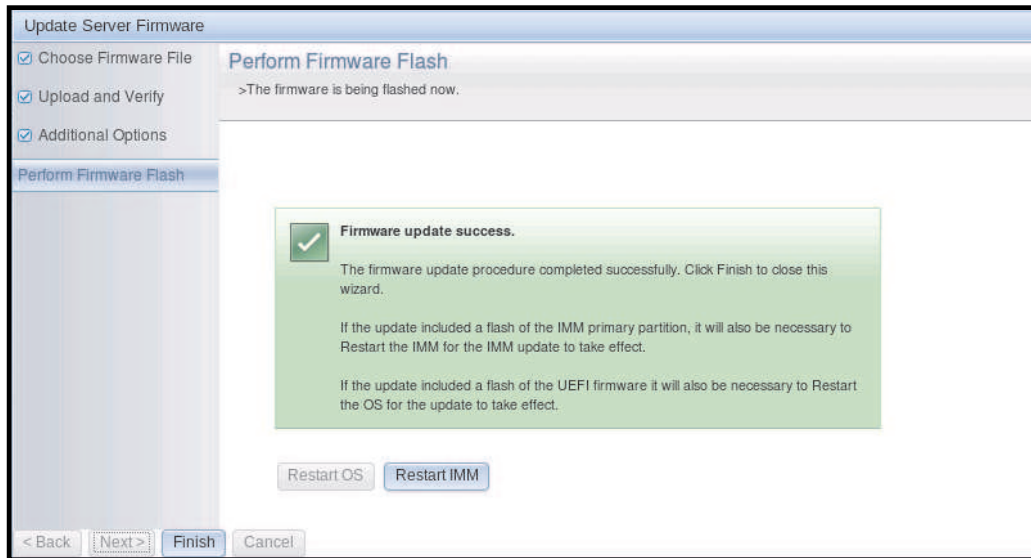 Update Server Firmware
Choose Firmware File
Upload and Verify
Additional Options
Perform Firmware Flash
Perform Firmware Flash
>The firmware is being flashed now.
Firmware update success.
The firmware update procedure completed successfully. Click Finish to close this
wizard.
If the update included a flash of the IMM primary partition, it will also be necessary to
Restart the IMM for the IMM update to take effect.
If the update included a flash of the UEFI firmware it will also be necessary to Restart
the OS for the update to take effect.
Restart OS Restart IMM
< Back Next > Finish Cancel